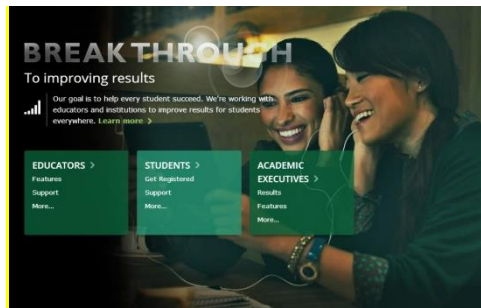 BREAKTHROUGH
To improving results
Our goal is to help every student succeed. We're working with
educators and institutions to improve results for students
everywhere. Learn more >
EDUCATORS >
Features
Support
More...
STUDENTS >
Get Registered
Support
More...
ACADEMIC
EXECUTIVES >
Results
Features
More...